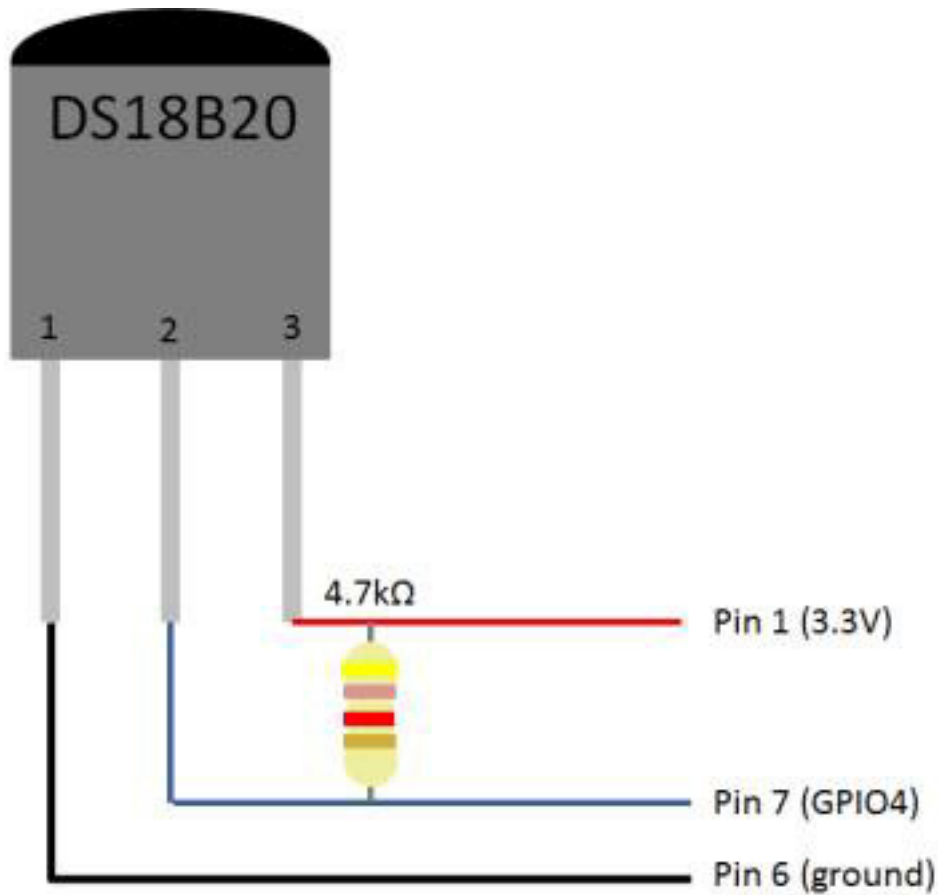 DS18B20
1 2 3
4.7kΩ
Pin 1 (3.3V)
Pin 7 (GPIO4)
Pin 6 (ground)